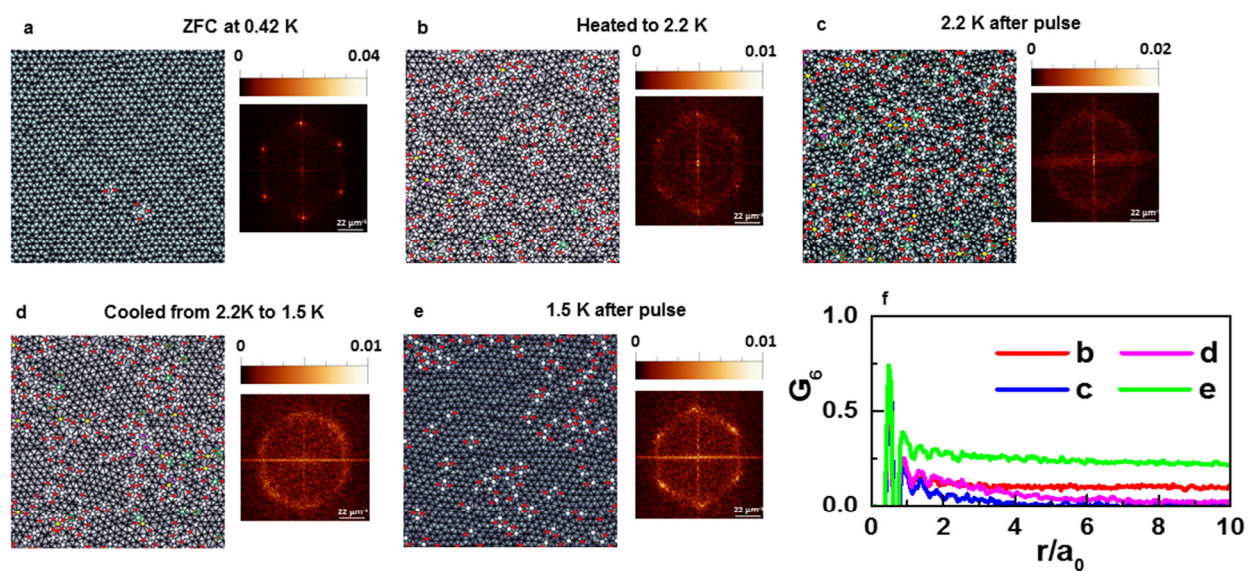 a ZFC at 0.42 K
0 0.04
22 µm⁻¹
b Heated to 2.2 K
0 0.01
22 µm⁻¹
c 2.2 K after pulse
0 0.02
22 µm⁻¹
d Cooled from 2.2K to 1.5 K
0 0.01
22 µm⁻¹
e 1.5 K after pulse
0 0.01
22 µm⁻¹
f
1.0
0.5
0.0
G₆
b d
c e
0 2 4 6 8 10
r/a₀